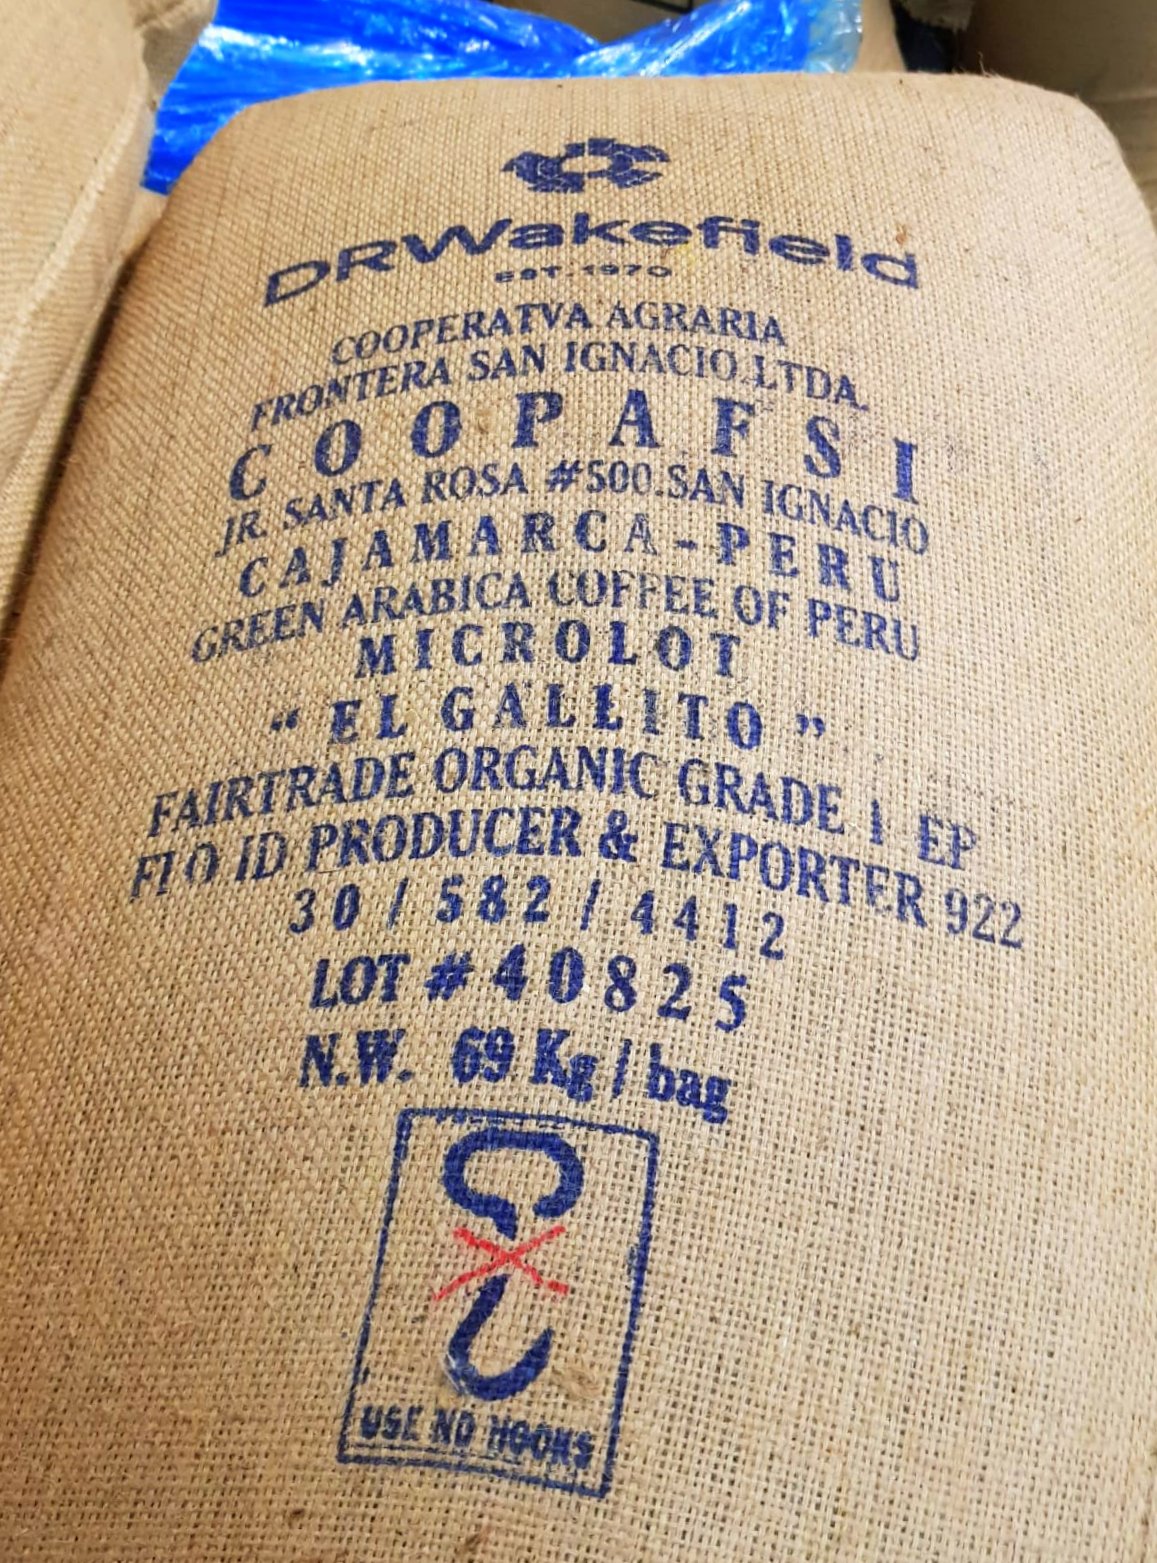 DRWakefield
EST. 1970
COOPERATVA AGRARIA
FRONTERA SAN IGNACIO LTDA.
COOPAFSI
JR. SANTA ROSA #500.SAN IGNACIO
CAJAMARCA-PERU
GREEN ARABICA COFFEE OF PERU
MICROLOT
“EL GALLITO”
FAIRTRADE ORGANIC GRADE 1 EP
FLO ID PRODUCER & EXPORTER 922
30/582/4412
LOT #40825
N.W. 69 Kg/bag
USE NO HOOKS